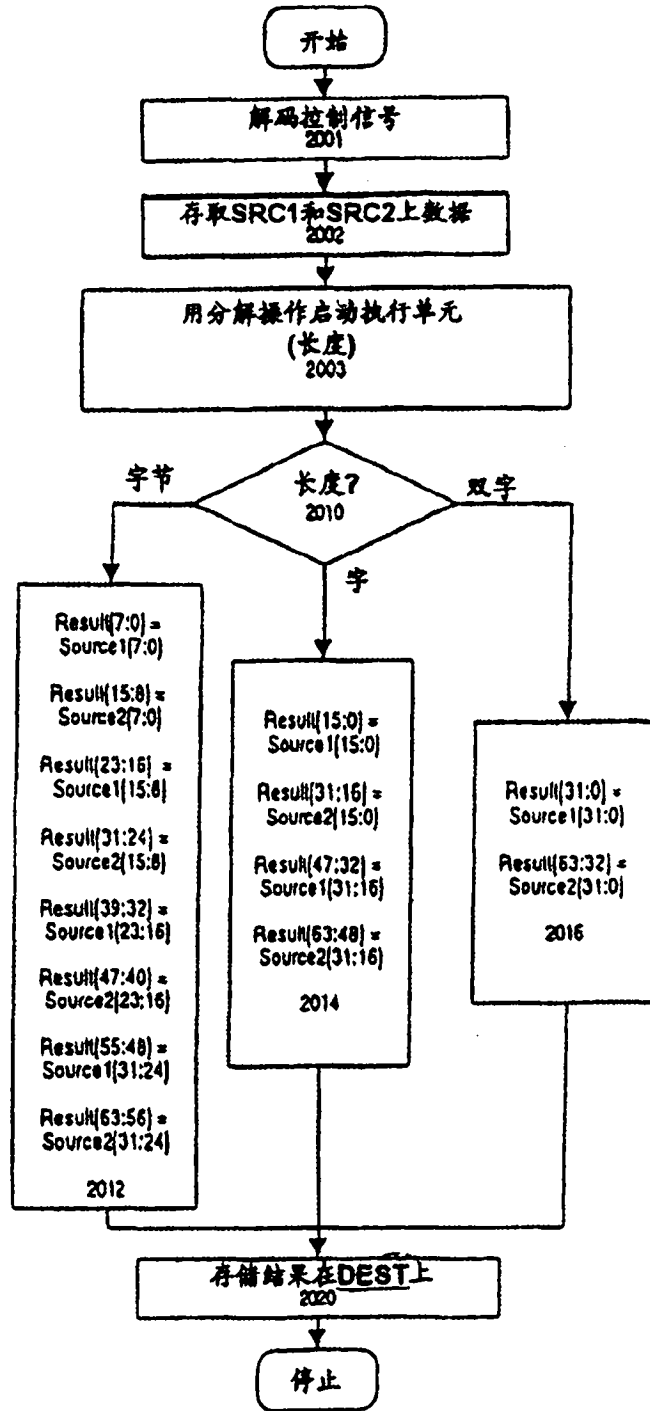 开始
解码控制信号
2001
存取SRC1和SRC2上数据
2002
用分解操作启动执行单元
(长度)
2003
长度?
2010
字节
字
双字
Result(7:0) =
Source1(7:0)
Result(15:8) =
Source2(7:0)
Result(23:16) =
Source1(15:8)
Result(31:24) =
Source2(15:8)
Result(39:32) =
Source1(23:16)
Result(47:40) =
Source2(23:16)
Result(55:48) =
Source1(31:24)
Result(63:56) =
Source2(31:24)
2012
Result(15:0) =
Source1(15:0)
Result(31:16) =
Source2(15:0)
Result(47:32) =
Source1(31:16)
Result(63:48) =
Source2(31:16)
2014
Result(31:0) =
Source1(31:0)
Result(63:32) =
Source2(31:0)
2016
存储结果在DEST上
2020
停止